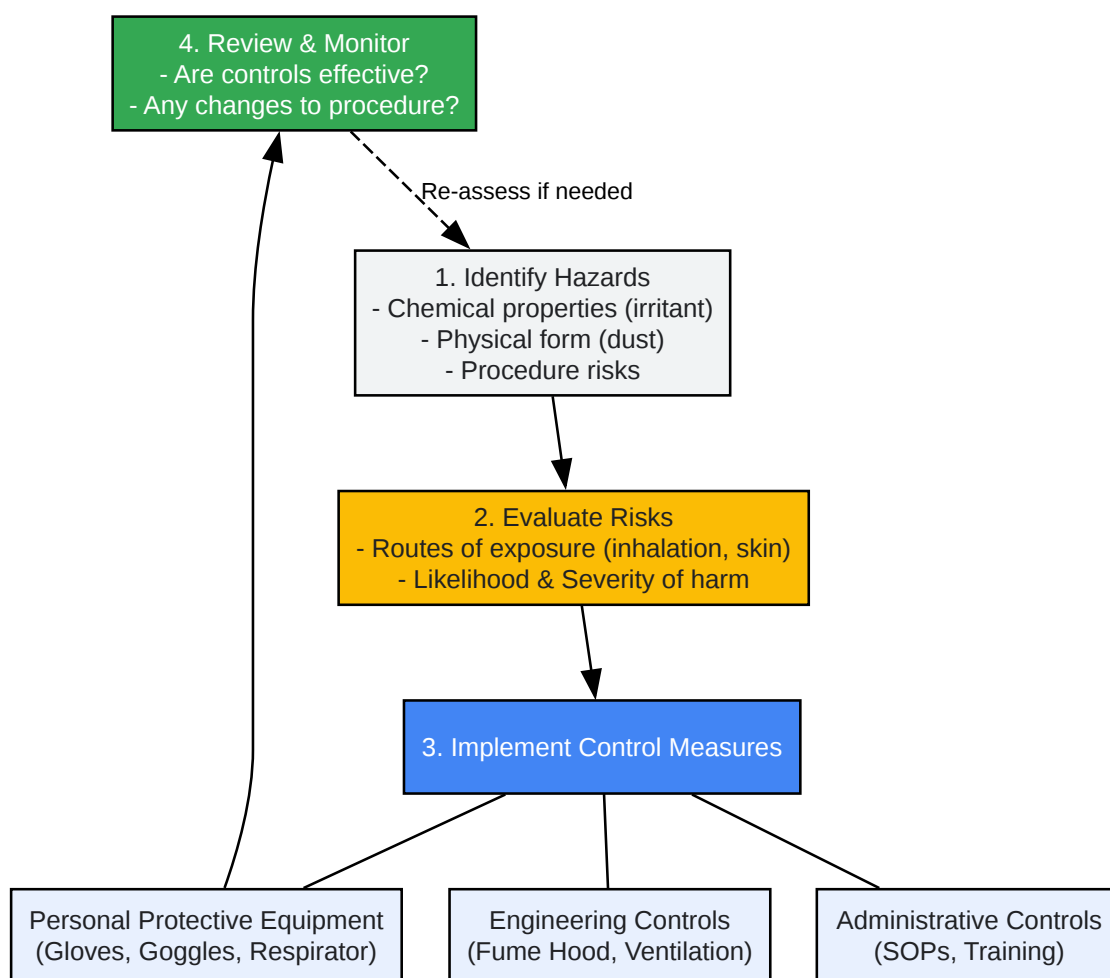 4. Review & Monitor
- Are controls effective?
- Any changes to procedure?
Re-assess if needed
1. Identify Hazards
- Chemical properties (irritant)
- Physical form (dust)
- Procedure risks
2. Evaluate Risks
- Routes of exposure (inhalation, skin)
- Likelihood & Severity of harm
3. Implement Control Measures
Personal Protective Equipment
(Gloves, Goggles, Respirator)
Engineering Controls
(Fume Hood, Ventilation)
Administrative Controls
(SOPs, Training)